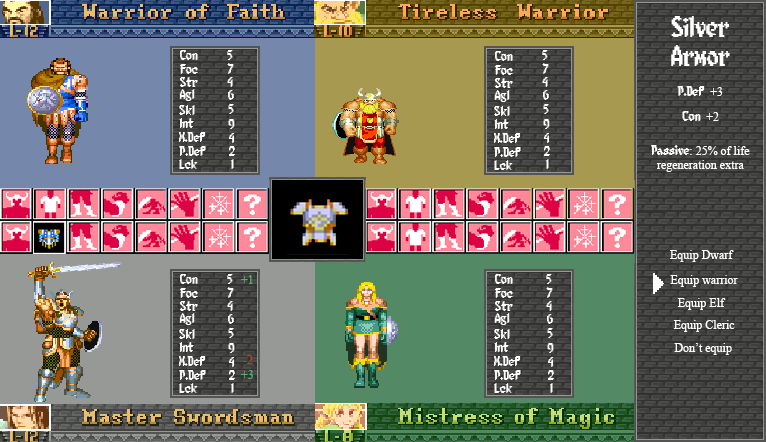 Warrior of Faith
L-12
Tireless Warrior
L-10
Silver
Armor
P.Def +3
Con +2
Passive: 25% of life
regeneration extra
Con 5
Foc 7
Str 4
Agl 6
Skl 5
Int 9
M.Def 4
P.Def 2
Lck 1
Con 5
Foc 7
Str 4
Agl 6
Skl 5
Int 9
M.Def 4
P.Def 2
Lck 1
?
?
?
?
Con 5 +1
Foc 7
Str 4
Agl 6
Skl 5
Int 9
M.Def 4 -2
P.Def 2 +3
Lck 1
Con 5
Foc 7
Str 4
Agl 6
Skl 5
Int 9
M.Def 4
P.Def 2
Lck 1
Equip Dwarf
Equip warrior
Equip Elf
Equip Cleric
Don't equip
Master Swordsman
L-12
Mistress of Magic
L-8